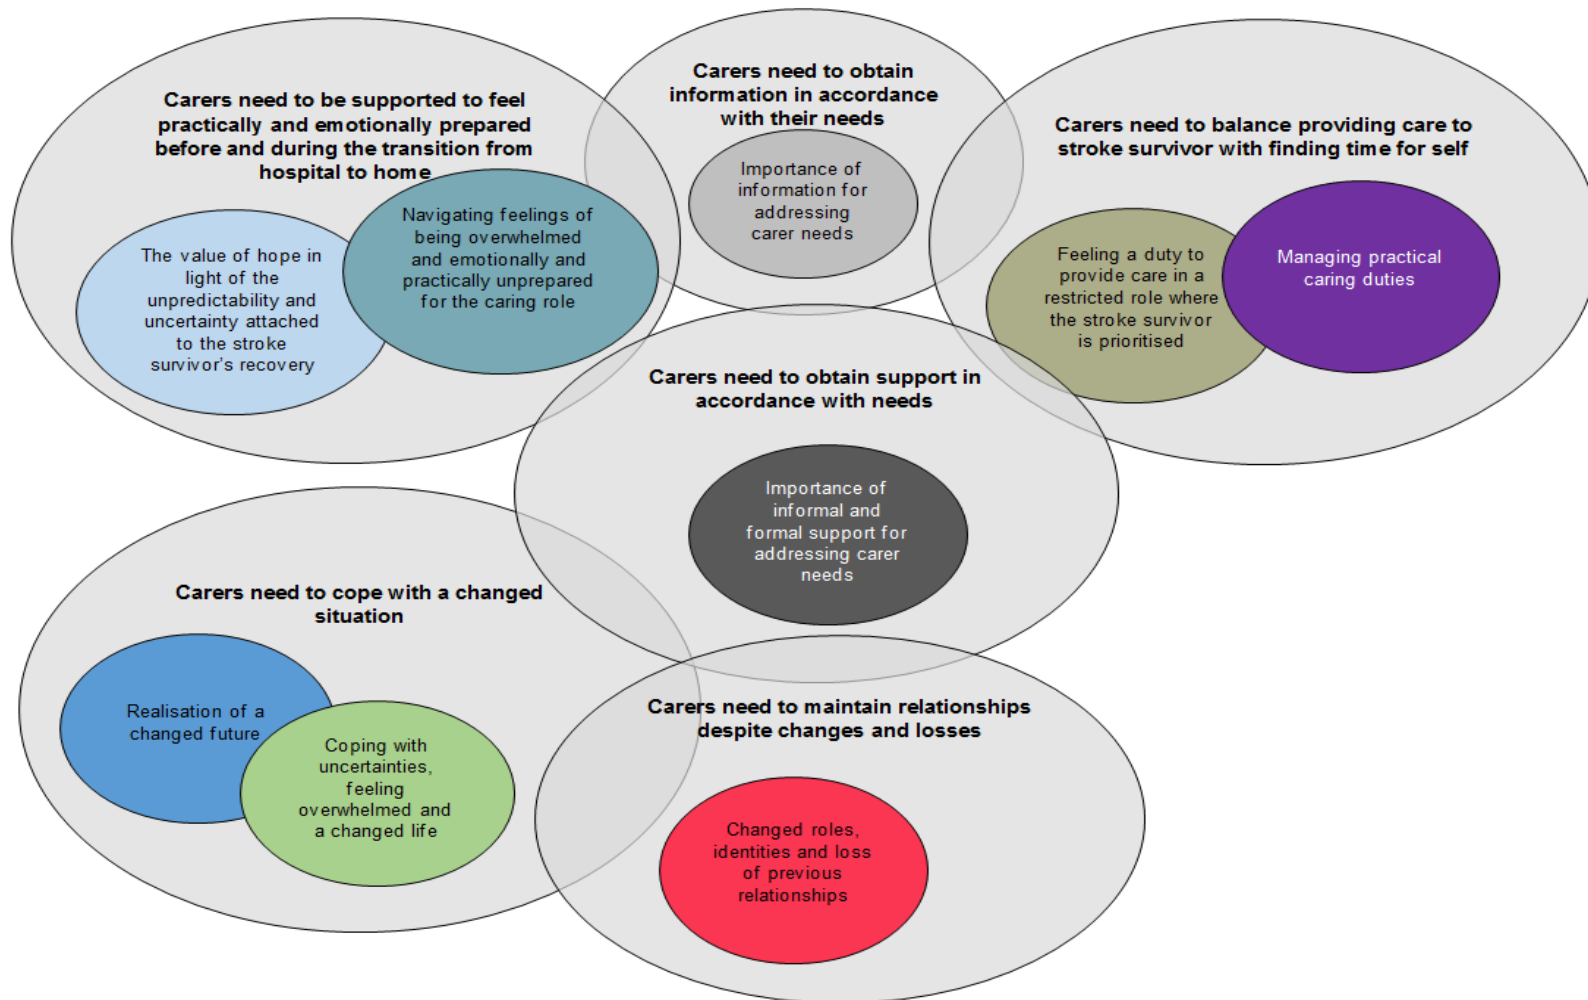 Carers need to be supported to feel
practically and emotionally prepared
before and during the transition from
hospital to home
The value of hope in
light of the
unpredictability and
uncertainty attached
to the stroke
survivor's recovery
Navigating feelings of
being overwhelmed
and emotionally and
practically unprepared
for the caring role
Carers need to obtain
information in accordance
with their needs
Importance of
information for
addressing
carer needs
Carers need to balance providing care to
stroke survivor with finding time for self
Feeling a duty to
provide care in a
restricted role where
the stroke survivor
is prioritised
Managing practical
caring duties
Carers need to obtain support in
accordance with needs
Importance of
informal and
formal support for
addressing carer
needs
Carers need to cope with a changed
situation
Realisation of a
changed future
Coping with
uncertainties,
feeling
overwhelmed and
a changed life
Carers need to maintain relationships
despite changes and losses
Changed roles,
identities and loss
of previous
relationships